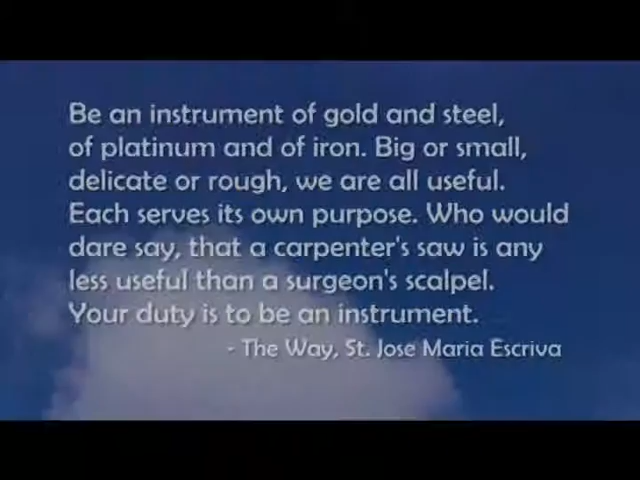 Be an instrument of gold and steel,
of platinum and of iron. Big or small,
delicate or rough, we are all useful.
Each serves its own purpose. Who would
dare say, that a carpenter's saw is any
less useful than a surgeon's scalpel.
Your duty is to be an instrument.
- The Way, St. Jose Maria Escriva